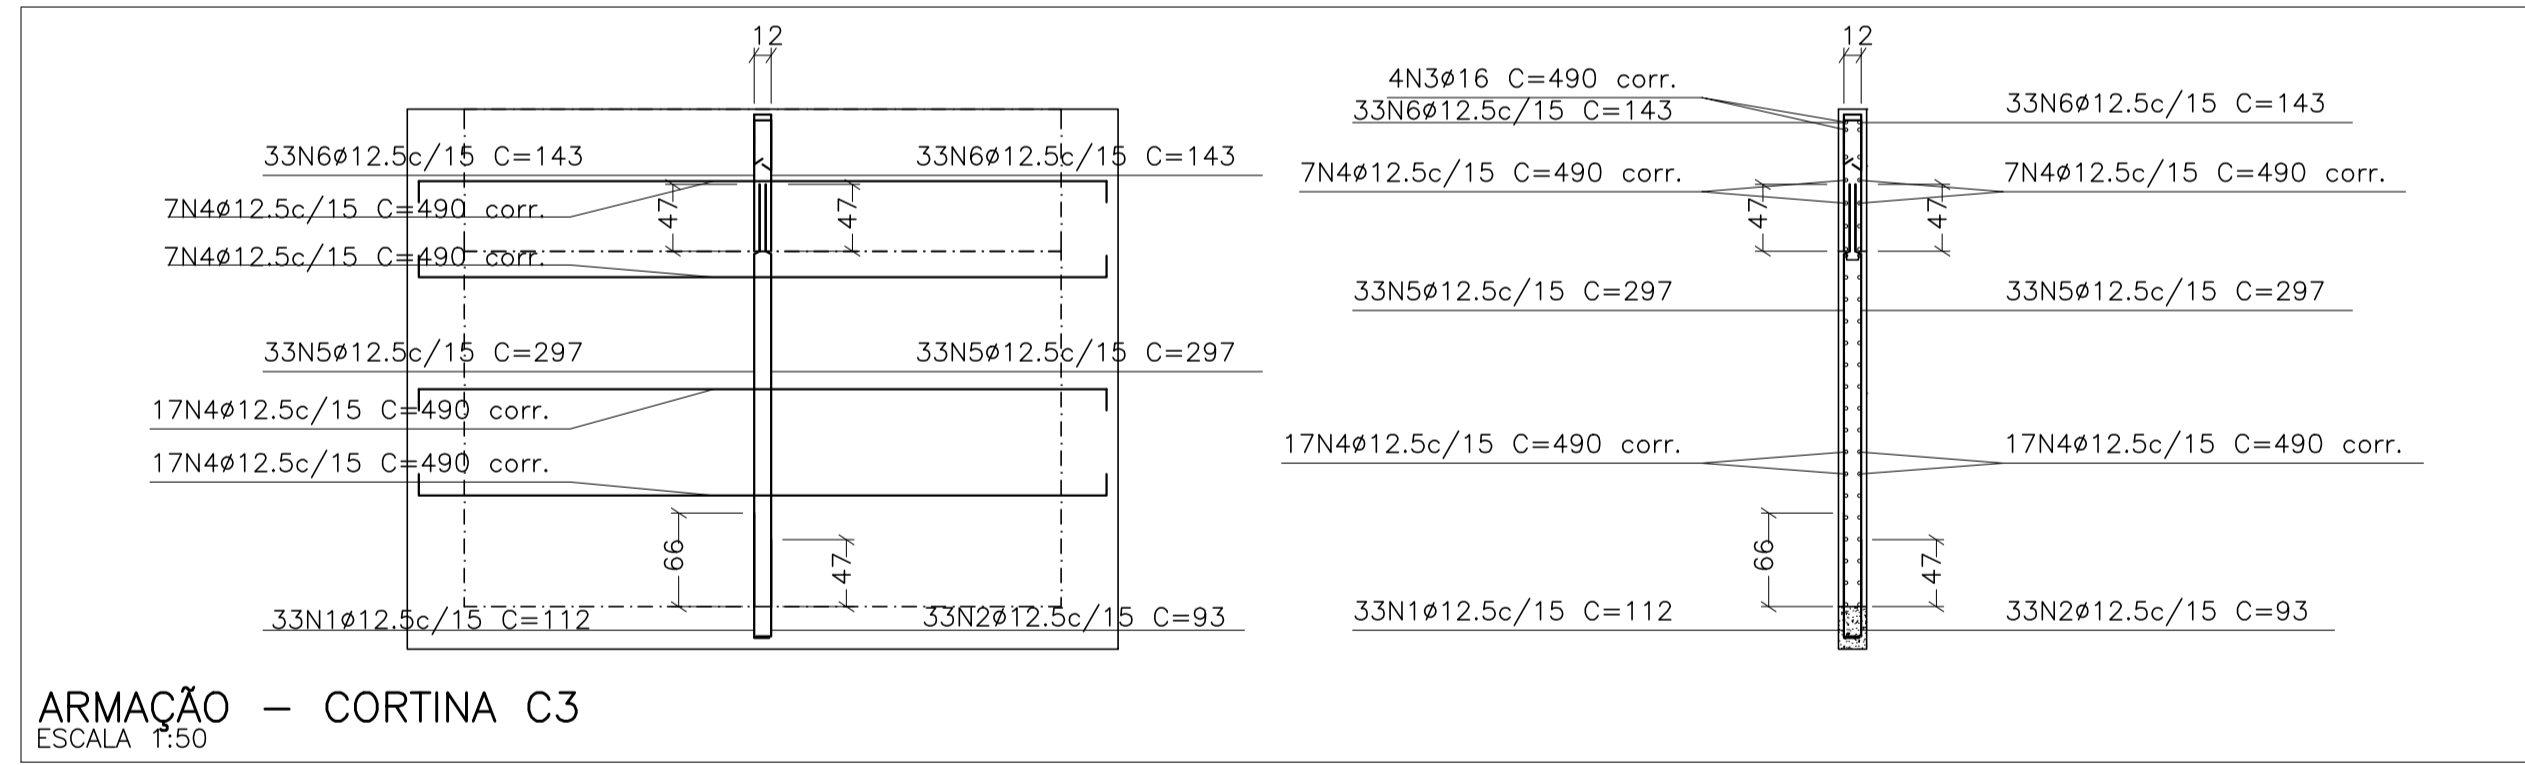 12
33N6ø12.5c/15 C=143
33N6ø12.5c/15 C=143
7N4ø12.5c/15 C=490 corr.
47
47
7N4ø12.5c/15 C=490 corr.
33N5ø12.5c/15 C=297
33N5ø12.5c/15 C=297
17N4ø12.5c/15 C=490 corr.
17N4ø12.5c/15 C=490 corr.
66
47
33N1ø12.5c/15 C=112
33N2ø12.5c/15 C=93
12
4N3ø16 C=490 corr.
33N6ø12.5c/15 C=143
33N6ø12.5c/15 C=143
7N4ø12.5c/15 C=490 corr.
7N4ø12.5c/15 C=490 corr.
47
47
33N5ø12.5c/15 C=297
33N5ø12.5c/15 C=297
17N4ø12.5c/15 C=490 corr.
17N4ø12.5c/15 C=490 corr.
66
47
33N1ø12.5c/15 C=112
33N2ø12.5c/15 C=93
ARMAÇÃO – CORTINA C3
ESCALA 1:50